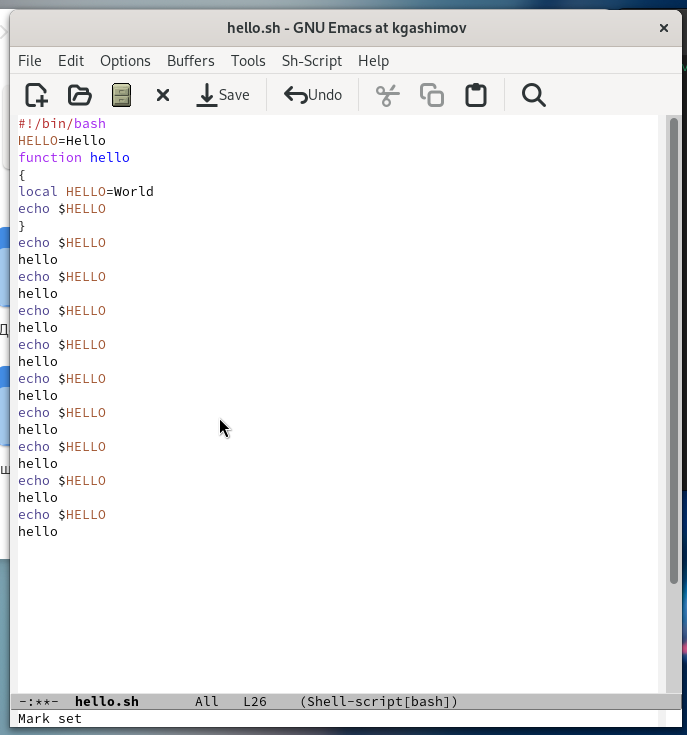 hello.sh - GNU Emacs at kgashimov
File Edit Options Buffers Tools Sh-Script Help
Save Undo
#!/bin/bash
HELLO=Hello
function hello
{
local HELLO=World
echo $HELLO
}
echo $HELLO
hello
echo $HELLO
hello
echo $HELLO
hello
echo $HELLO
hello
echo $HELLO
hello
echo $HELLO
hello
echo $HELLO
hello
echo $HELLO
hello
echo $HELLO
hello
-:**- hello.sh All L26 (Shell-script[bash])
Mark set